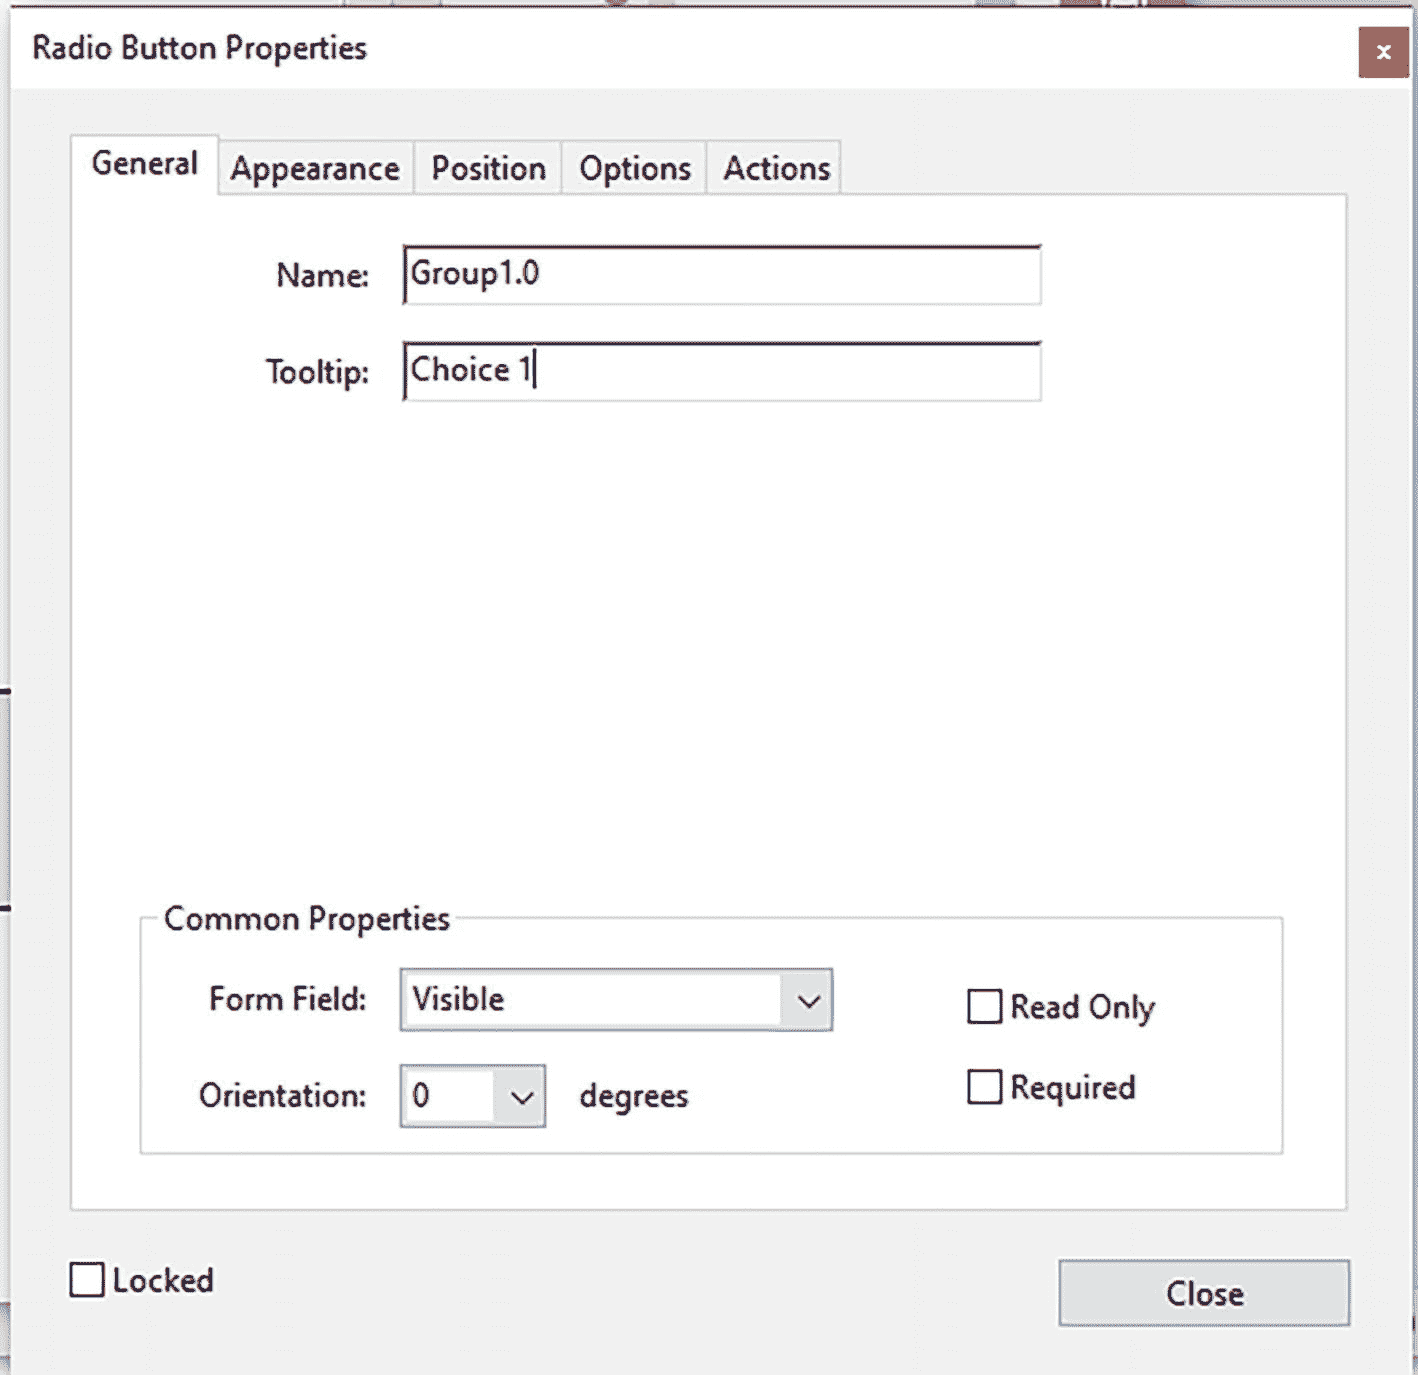 Radio Button Properties
x
General Appearance Position Options Actions
Name: Group1.0
Tooltip: Choice 1
Common Properties
Form Field: Visible
Read Only
Orientation: 0 degrees
Required
Locked
Close